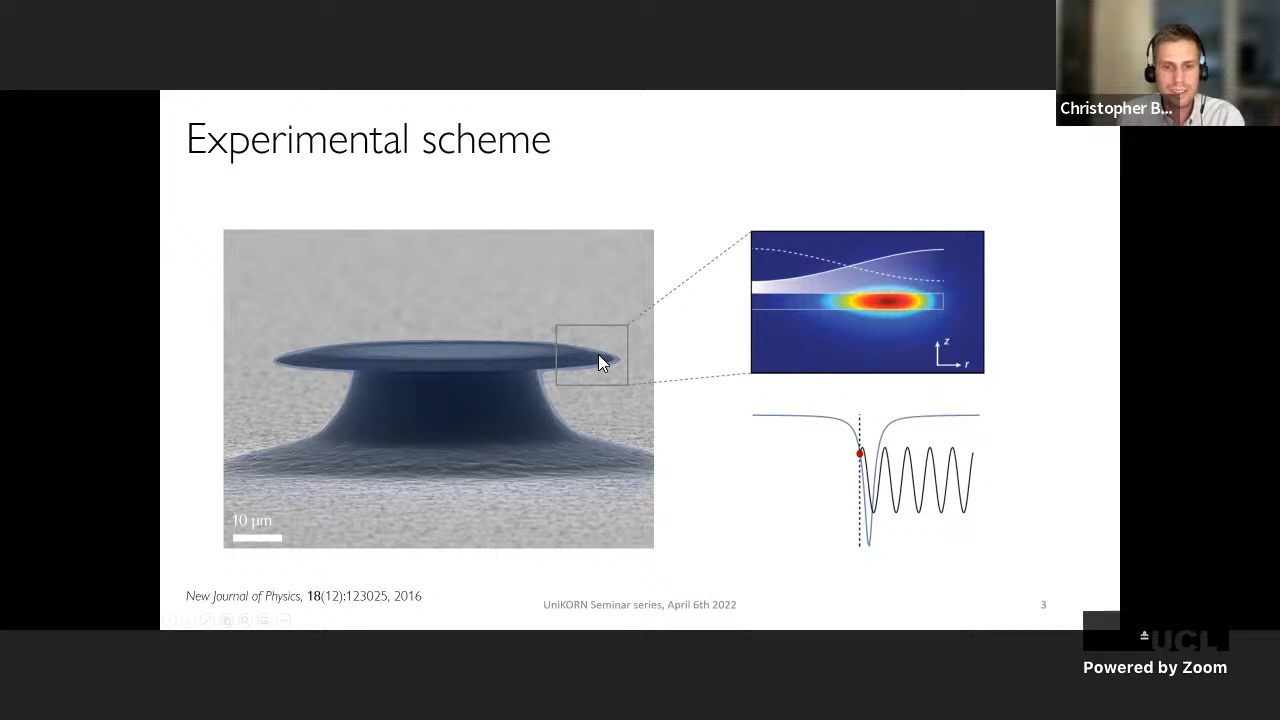 Christopher B...
Experimental scheme
z
r
10 μm
New Journal of Physics, 18(12):123025, 2016
UniKORN Seminar series, April 6th 2022
3
UCL
Powered by Zoom